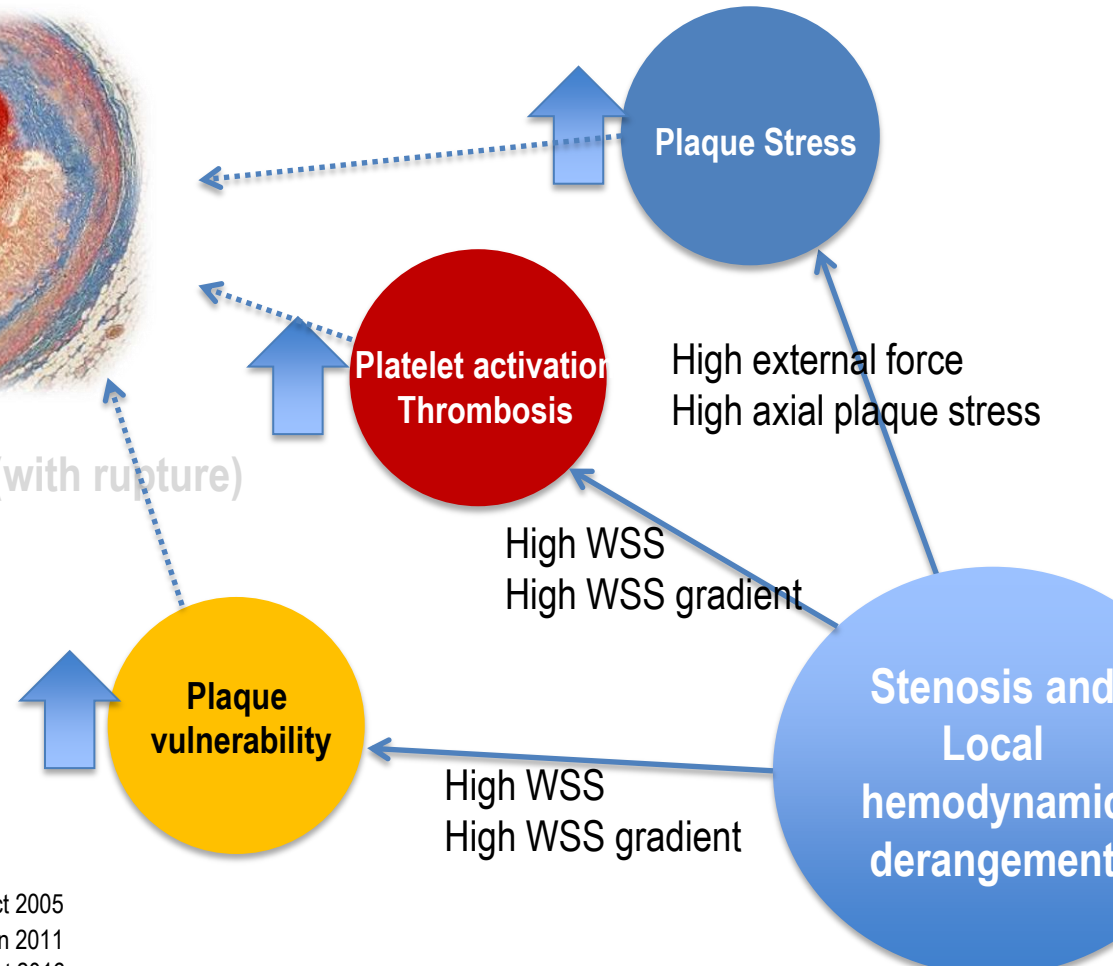 Plaque Stress
Platelet activation
Thrombosis
High external force
High axial plaque stress
(with rupture)
High WSS
High WSS gradient
Plaque
vulnerability
Stenosis and
Local
hemodynamic
derangement
High WSS
High WSS gradient
2005
2011